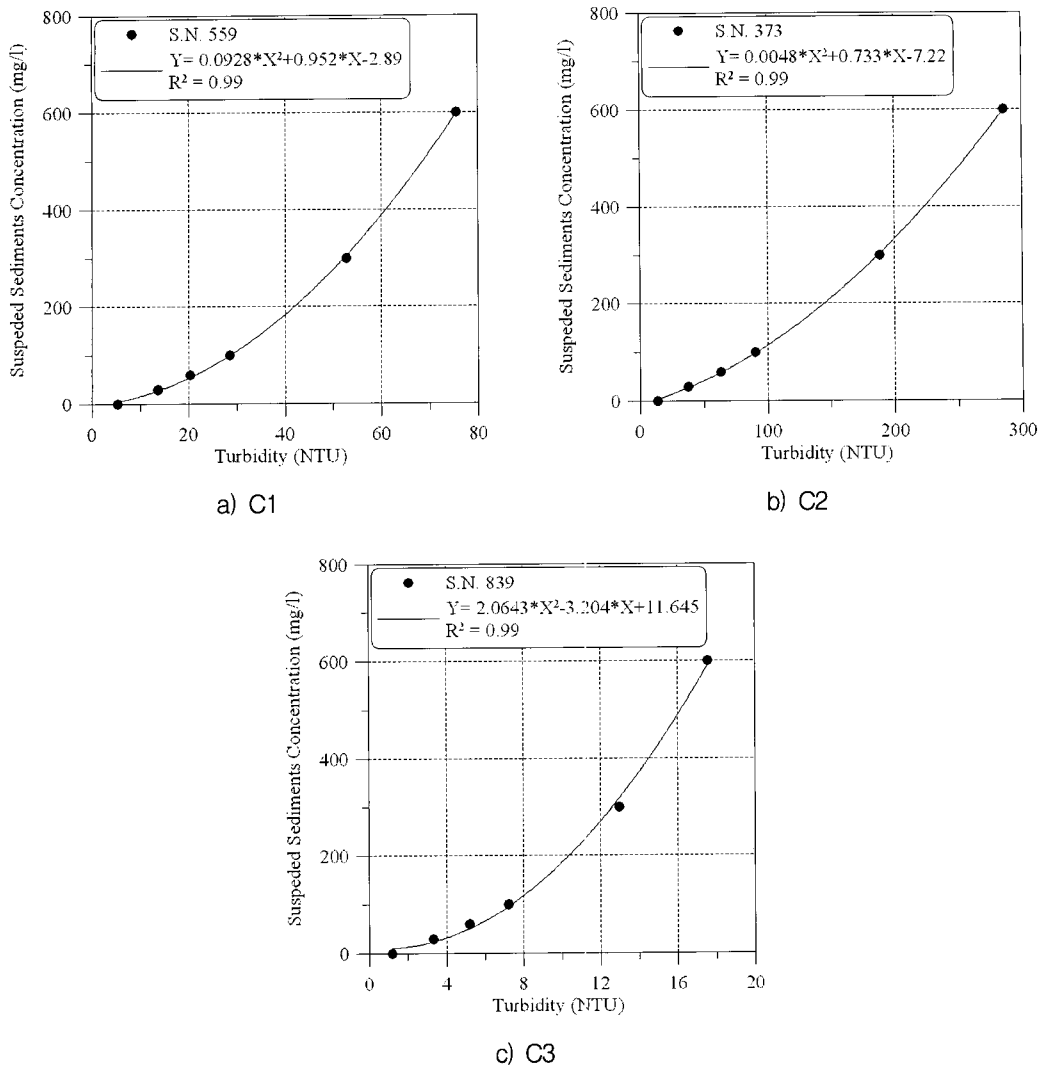 800
S.N. 559
Y= 0.0928*X²+0.952*X-2.89
R² = 0.99
600
400
200
0
Suspeded Sediments Concentration (mg/l)
0 20 40 60 80
Turbidity (NTU)
a) C1
800
S.N. 373
Y= 0.0048*X²+0.733*X-7.22
R² = 0.99
600
400
200
0
Suspeded Sediments Concentration (mg/l)
0 100 200 300
Turbidity (NTU)
b) C2
800
S.N. 839
Y= 2.0643*X²-3.204*X+11.645
R² = 0.99
600
400
200
0
Suspeded Sediments Concentration (mg/l)
0 4 8 12 16 20
Turbidity (NTU)
c) C3